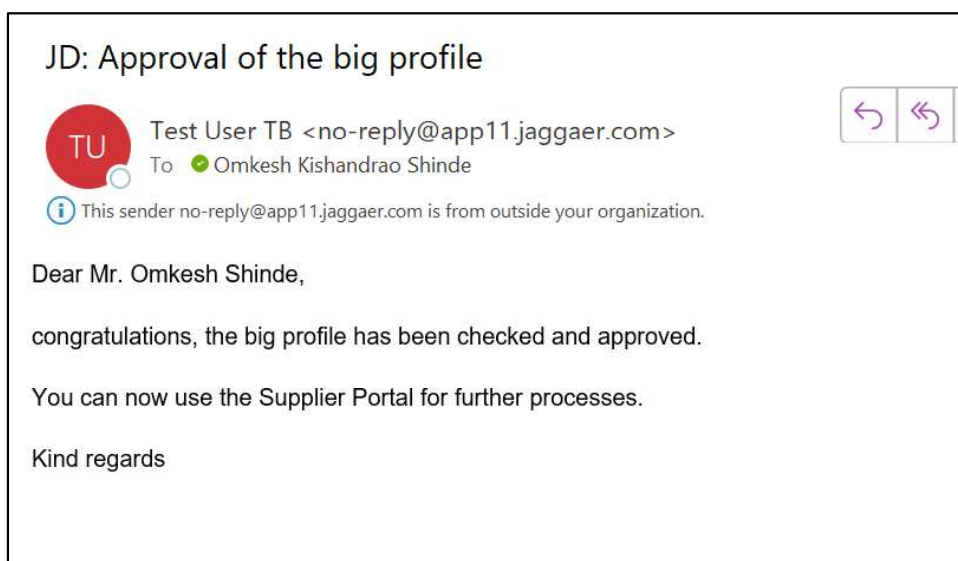 JD: Approval of the big profile
TU
Test User TB <no-reply@app11.jaggaer.com>
To Omkesh Kishandrao Shinde
This sender no-reply@app11.jaggaer.com is from outside your organization.
Dear Mr. Omkesh Shinde,
congratulations, the big profile has been checked and approved.
You can now use the Supplier Portal for further processes.
Kind regards